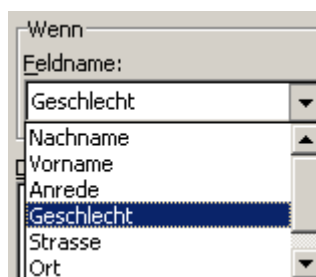 Wenn
Feldname:
Geschlecht
Nachname
Vorname
Anrede
Geschlecht
Strasse
Ort